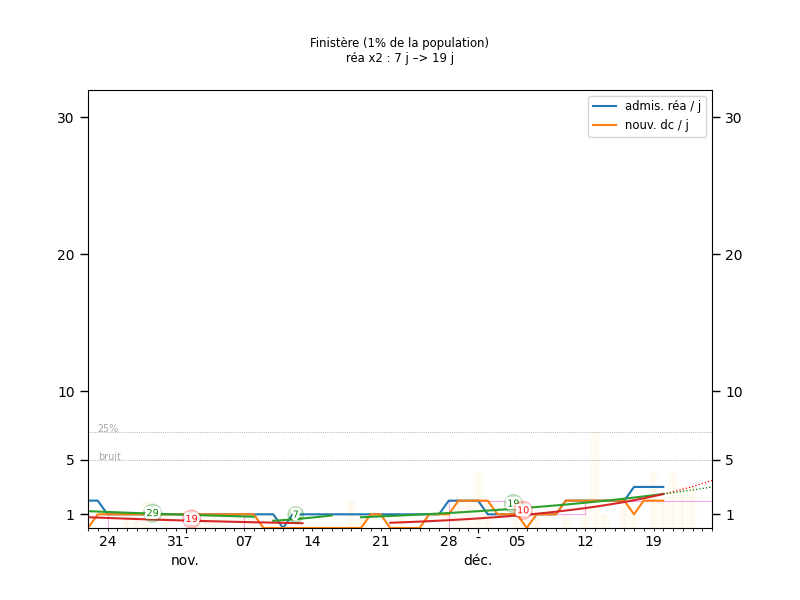 Finistère (1% de la population)
réa x2 : 7 j –> 19 j
admis. réa / j
nouv. dc / j
30 30
20 20
10 10
25%
5 bruit 5
29 19 7 19 10
1 1
24 31 07 14 21 28 05 12 19
nov. déc.